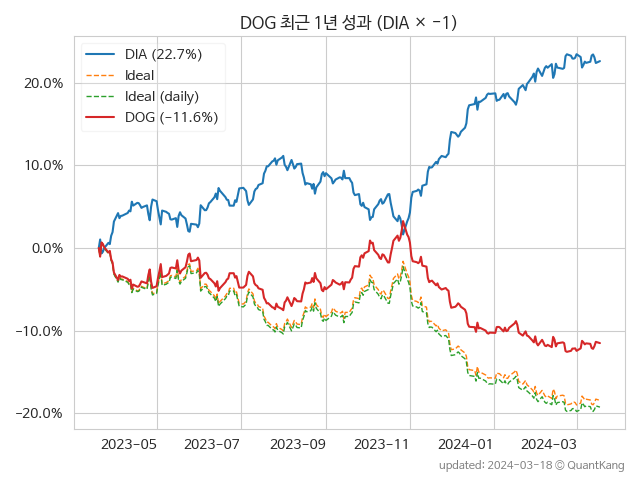 DOG 최근 1년 성과 (DIA × −1)
DIA (22.7%)
Ideal
Ideal (daily)
DOG (−11.6%)
20.0%
10.0%
0.0%
−10.0%
−20.0%
2023−05
2023−07
2023−09
2023−11
2024−01
2024−03
updated: 2024-03-18 © QuantKang